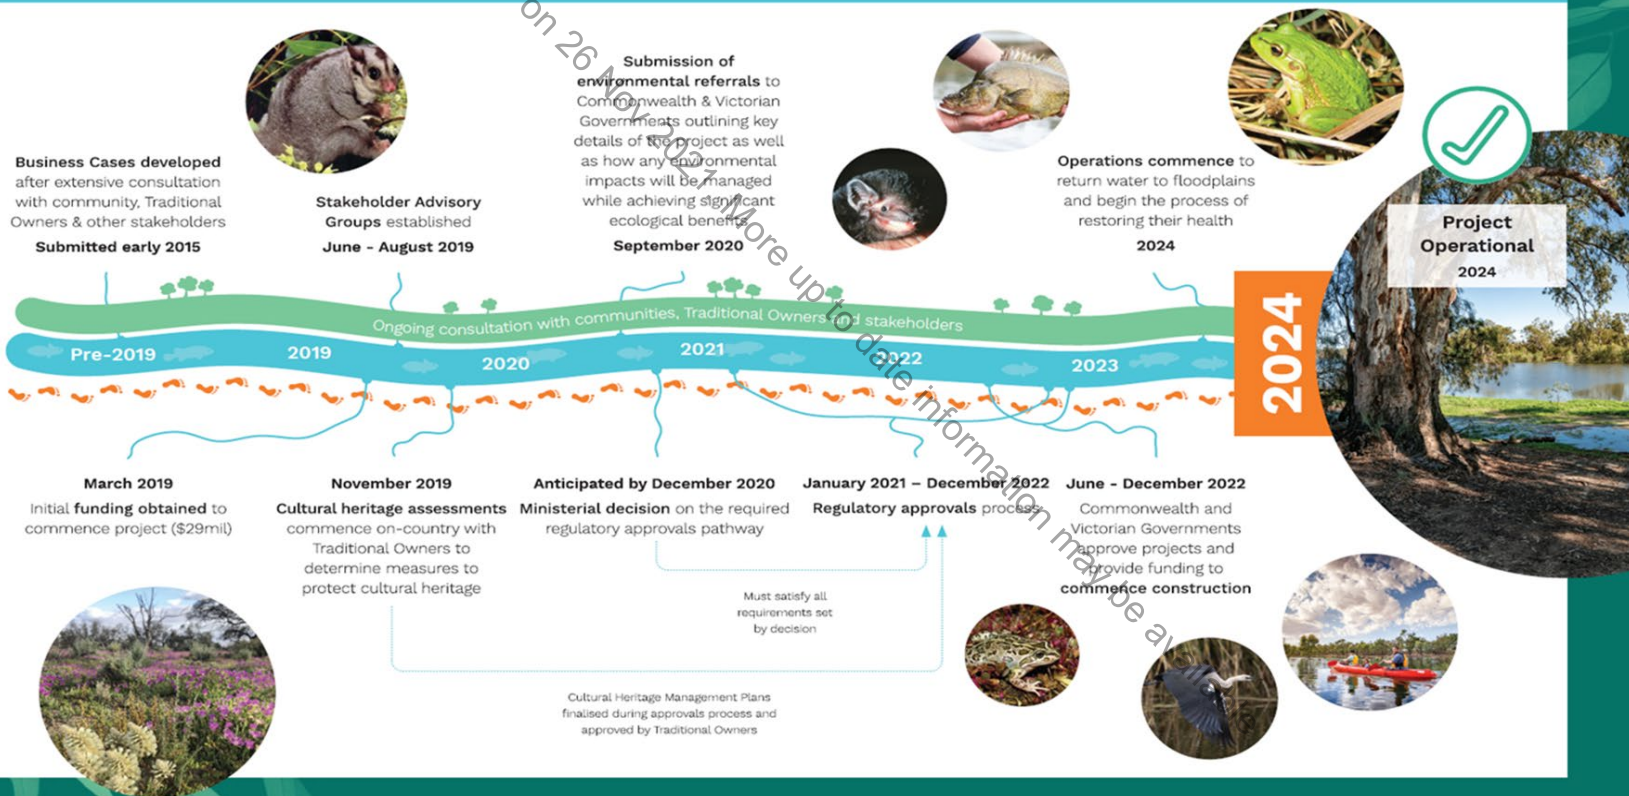 Business Cases developed
after extensive consultation
with community, Traditional
Owners & other stakeholders
Submitted early 2015
Stakeholder Advisory
Groups established
June - August 2019
Submission of
environmental referrals to
Commonwealth & Victorian
Governments outlining key
details of the project as well
as how any environmental
impacts will be managed
while achieving significant
ecological benefits
September 2020
Operations commence to
return water to floodplains
and begin the process of
restoring their health
2024
Project
Operational
2024
Ongoing consultation with communities, Traditional Owners and stakeholders
Pre-2019
2019
2020
2021
2022
2023
2024
March 2019
Initial funding obtained to
commence project ($29mil)
November 2019
Cultural heritage assessments
commence on-country with
Traditional Owners to
determine measures to
protect cultural heritage
Anticipated by December 2020
Ministerial decision on the required
regulatory approvals pathway
January 2021 – December 2022
Regulatory approvals process
June - December 2022
Commonwealth and
Victorian Governments
approve projects and
provide funding to
commence construction
Must satisfy all
requirements set
by decision
Cultural Heritage Management Plans
finalised during approvals process and
approved by Traditional Owners
on 26 Nov 2021. More up to date information may be av